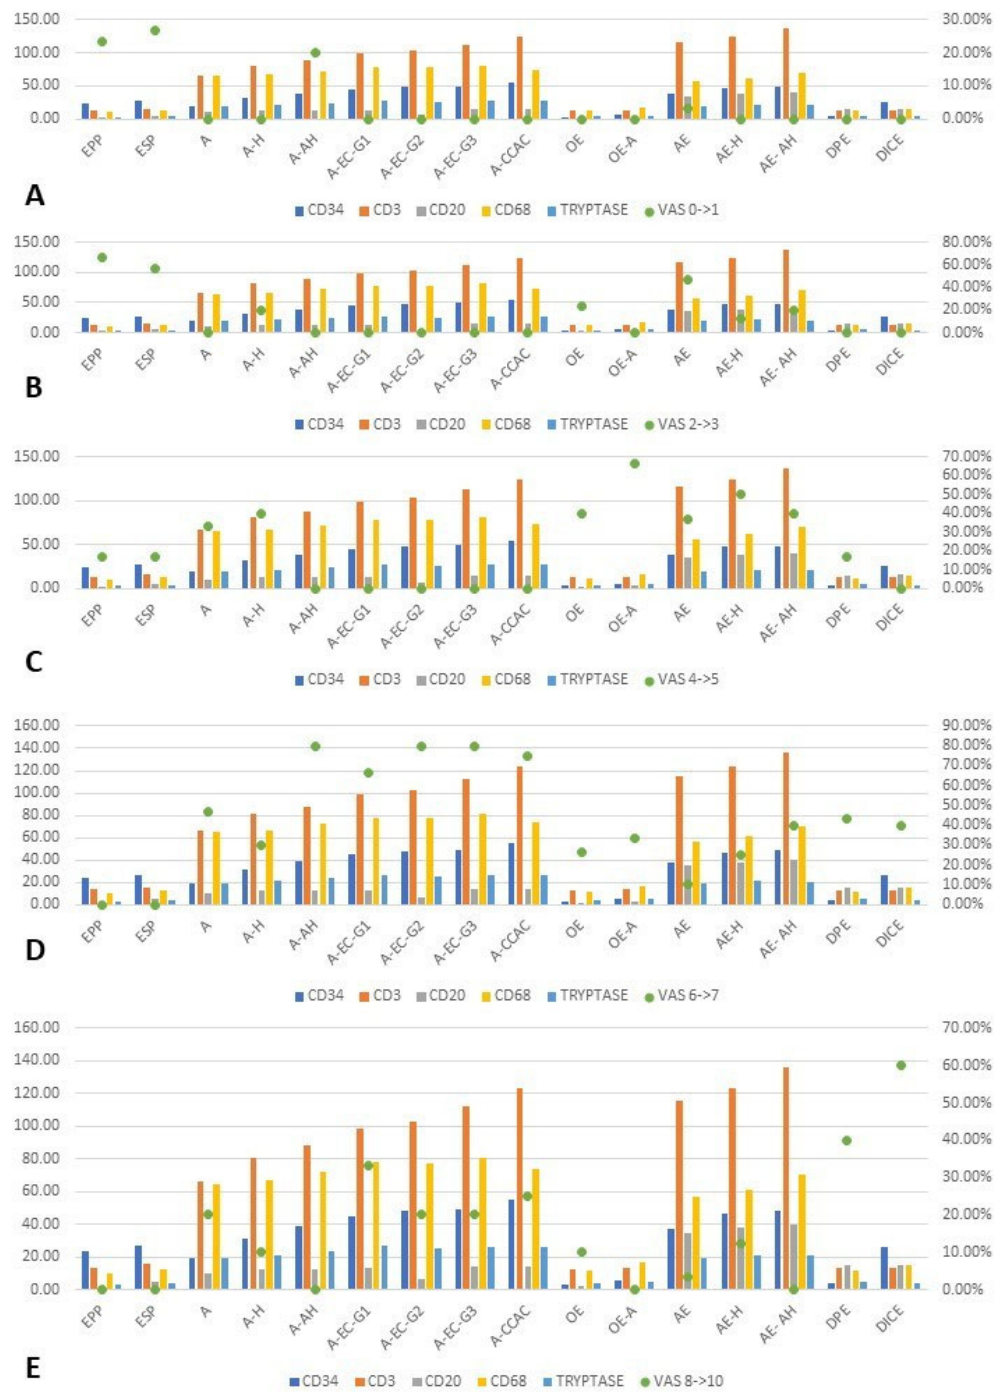 150.00 30.00%
100.00 20.00%
50.00 10.00%
0.00 0.00%
EPP ESP A A-H A-AH A-EC-G1 A-EC-G2 A-EC-G3 A-CCAC OE OE-A AE AE-H AE- AH DPE DICE
A
CD34 CD3 CD20 CD68 TRYPTASE VAS 0->1
150.00 80.00%
100.00 60.00%
50.00 40.00%
0.00 20.00%
0.00%
EPP ESP A A-H A-AH A-EC-G1 A-EC-G2 A-EC-G3 A-CCAC OE OE-A AE AE-H AE- AH DPE DICE
B
CD34 CD3 CD20 CD68 TRYPTASE VAS 2->3
150.00 70.00%
60.00%
100.00 50.00%
40.00%
50.00 30.00%
20.00%
10.00%
0.00 0.00%
EPP ESP A A-H A-AH A-EC-G1 A-EC-G2 A-EC-G3 A-CCAC OE OE-A AE AE-H AE- AH DPE DICE
C
CD34 CD3 CD20 CD68 TRYPTASE VAS 4->5
160.00 90.00%
140.00 80.00%
120.00 70.00%
100.00 60.00%
80.00 50.00%
60.00 40.00%
40.00 30.00%
20.00 20.00%
0.00 10.00%
0.00%
EPP ESP A A-H A-AH A-EC-G1 A-EC-G2 A-EC-G3 A-CCAC OE OE-A AE AE-H AE- AH DPE DICE
D
CD34 CD3 CD20 CD68 TRYPTASE VAS 6->7
160.00 70.00%
140.00 60.00%
120.00 50.00%
100.00 40.00%
80.00 30.00%
60.00 20.00%
40.00 10.00%
20.00 0.00%
0.00
EPP ESP A A-H A-AH A-EC-G1 A-EC-G2 A-EC-G3 A-CCAC OE OE-A AE AE-H AE- AH DPE DICE
E
CD34 CD3 CD20 CD68 TRYPTASE VAS 8->10